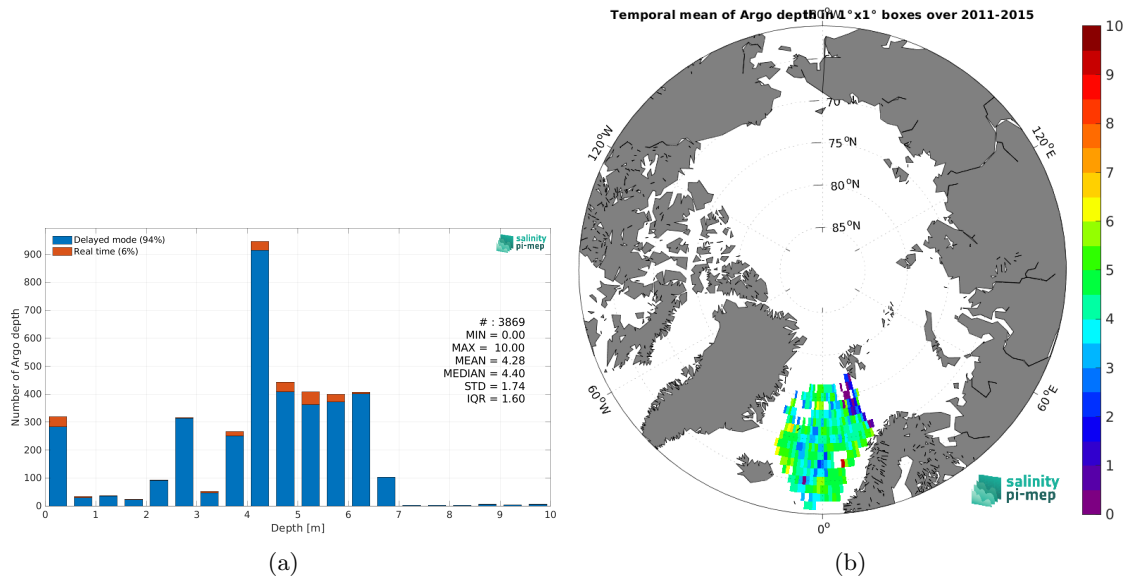 Delayed mode (94%)
Real time (6%)
salinity
pi-mep
900
800
700
600
500
400
300
200
100
0
Number of Argo depth
# : 3869
MIN = 0.00
MAX = 10.00
MEAN = 4.28
MEDIAN = 4.40
STD = 1.74
IQR = 1.60
0 1 2 3 4 5 6 7 8 9 10
Depth [m]
(a)
Temporal mean of Argo depth in 1°x1° boxes over 2011-2015
120°W
120°E
75°N
80°N
85°N
60°W
60°E
0°
salinity
pi-mep
10
9
8
7
6
5
4
3
2
1
0
(b)